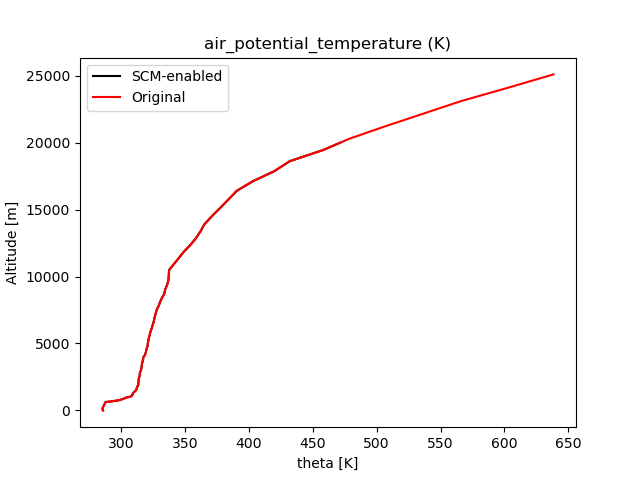 air_potential_temperature (K)
SCM-enabled
Original
Altitude [m]
25000
20000
15000
10000
5000
0
300 350 400 450 500 550 600 650
theta [K]